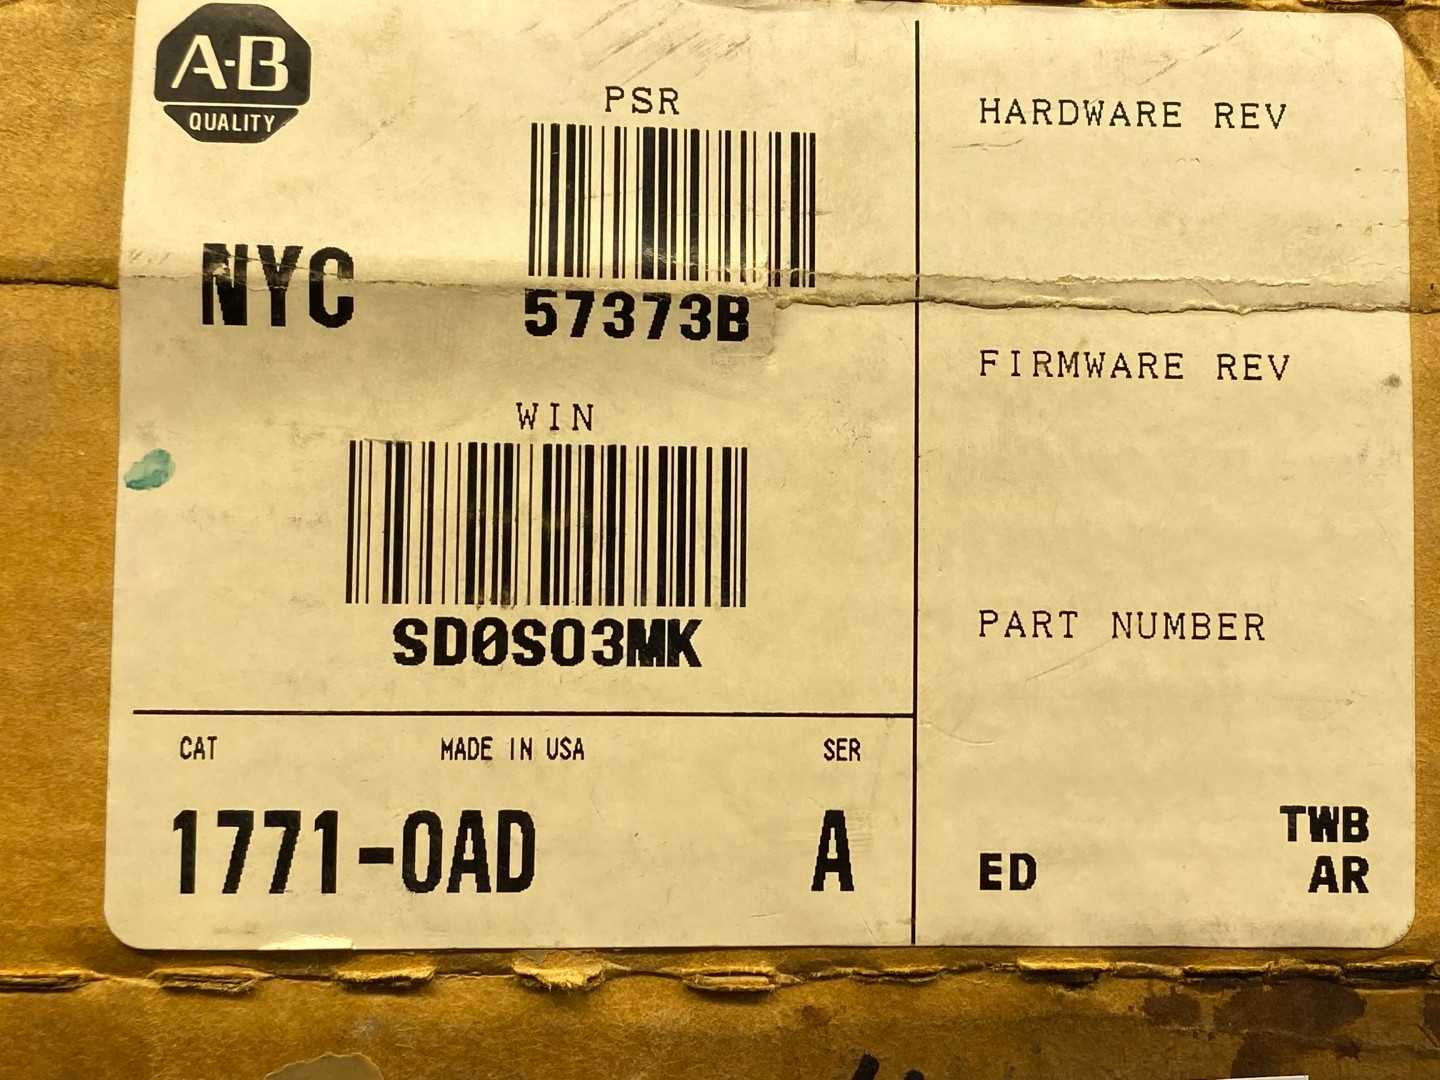 A-B
QUALITY
PSR
57373B
NYC
WIN
SD0SO3MK
CAT MADE IN USA SER
1771-OAD A
HARDWARE REV
FIRMWARE REV
PART NUMBER
TWB
ED AR